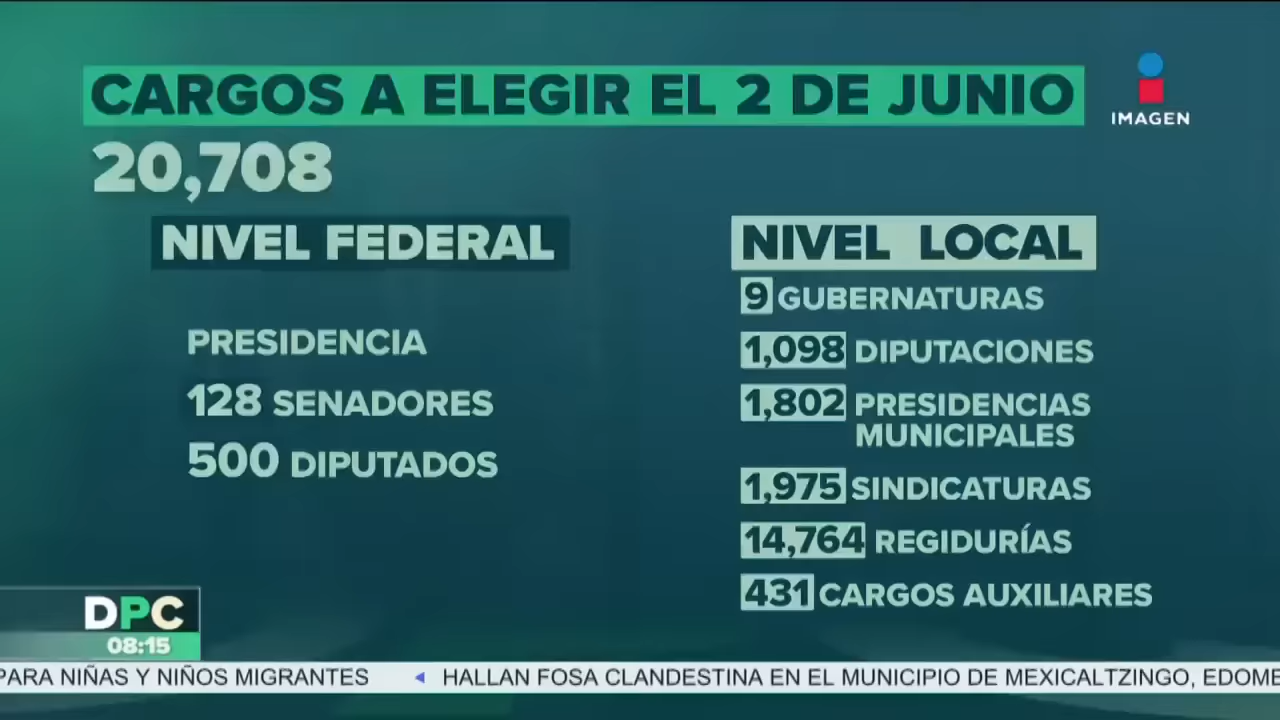 CARGOS A ELEGIR EL 2 DE JUNIO
IMAGEN
20,708
NIVEL FEDERAL
PRESIDENCIA
128 SENADORES
500 DIPUTADOS
NIVEL LOCAL
9 GUBERNATURAS
1,098 DIPUTACIONES
1,802 PRESIDENCIAS
MUNICIPALES
1,975 SINDICATURAS
14,764 REGIDURÍAS
431 CARGOS AUXILIARES
DPC
08:15
PARA NIÑAS Y NIÑOS MIGRANTES HALLAN FOSA CLANDESTINA EN EL MUNICIPIO DE MEXICALTZINGO, EDOME